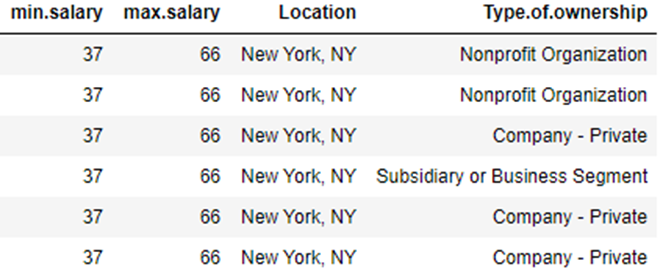 min.salary max.salary Location Type.of.ownership
37 66 New York, NY Nonprofit Organization
37 66 New York, NY Nonprofit Organization
37 66 New York, NY Company - Private
37 66 New York, NY Subsidiary or Business Segment
37 66 New York, NY Company - Private
37 66 New York, NY Company - Private